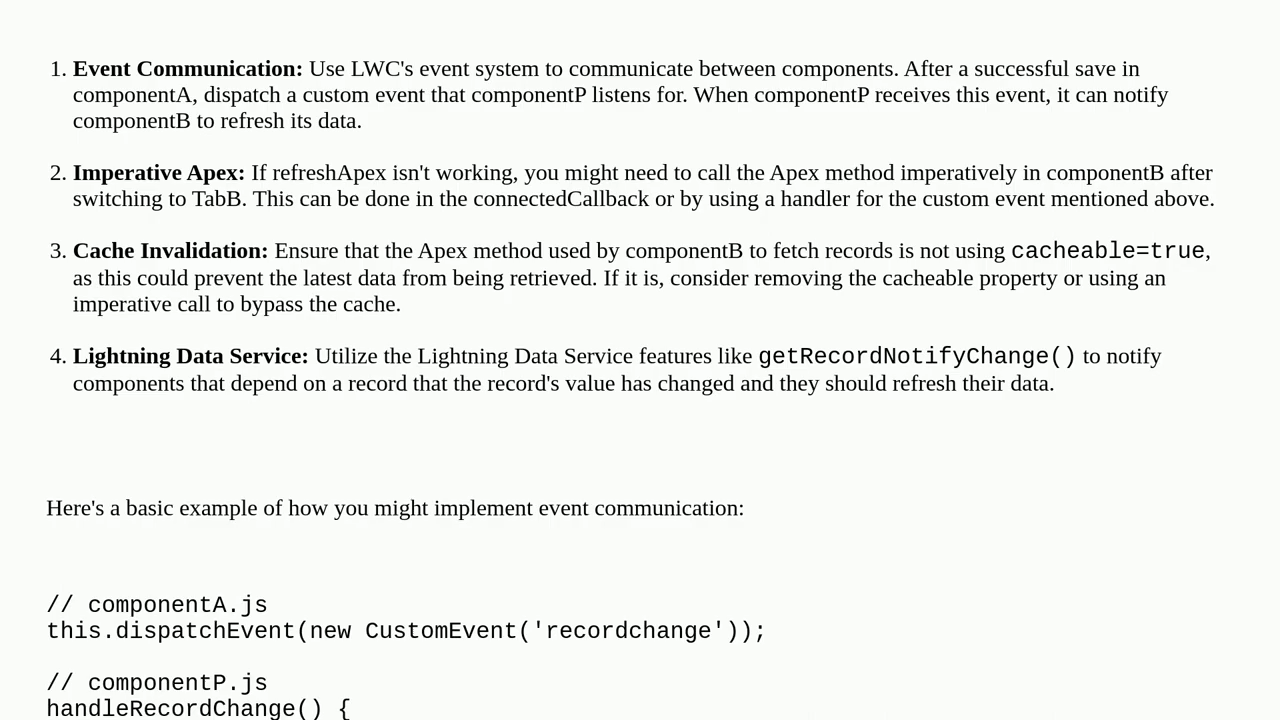 1. Event Communication: Use LWC's event system to communicate between components. After a successful save in
componentA, dispatch a custom event that componentP listens for. When componentP receives this event, it can notify
componentB to refresh its data.
2. Imperative Apex: If refreshApex isn't working, you might need to call the Apex method imperatively in componentB after
switching to TabB. This can be done in the connectedCallback or by using a handler for the custom event mentioned above.
3. Cache Invalidation: Ensure that the Apex method used by componentB to fetch records is not using cacheable=true,
as this could prevent the latest data from being retrieved. If it is, consider removing the cacheable property or using an
imperative call to bypass the cache.
4. Lightning Data Service: Utilize the Lightning Data Service features like getRecordNotifyChange() to notify
components that depend on a record that the record's value has changed and they should refresh their data.
Here's a basic example of how you might implement event communication:
// componentA.js
this.dispatchEvent(new CustomEvent('recordchange'));
// componentP.js
handleRecordChange() {